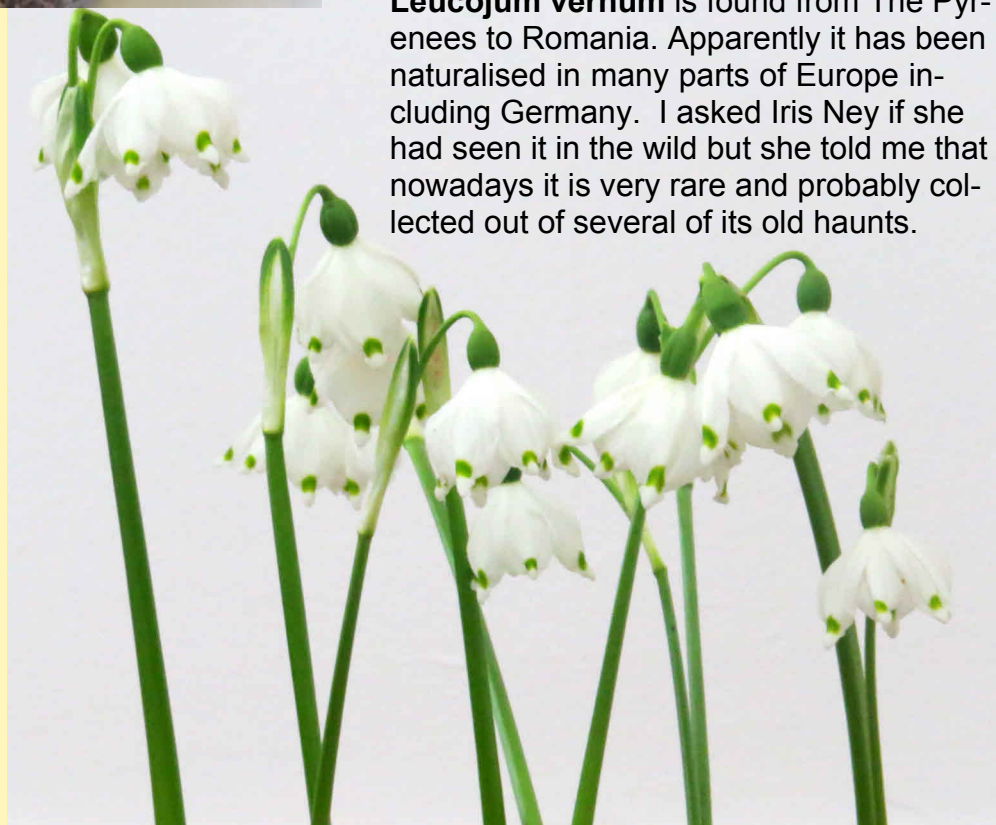 Leucojum vernum is found from The Pyr-
enees to Romania. Apparently it has been
naturalised in many parts of Europe in-
cluding Germany.  I asked Iris Ney if she
had seen it in the wild but she told me that
nowadays it is very rare and probably col-
lected out of several of its old haunts.